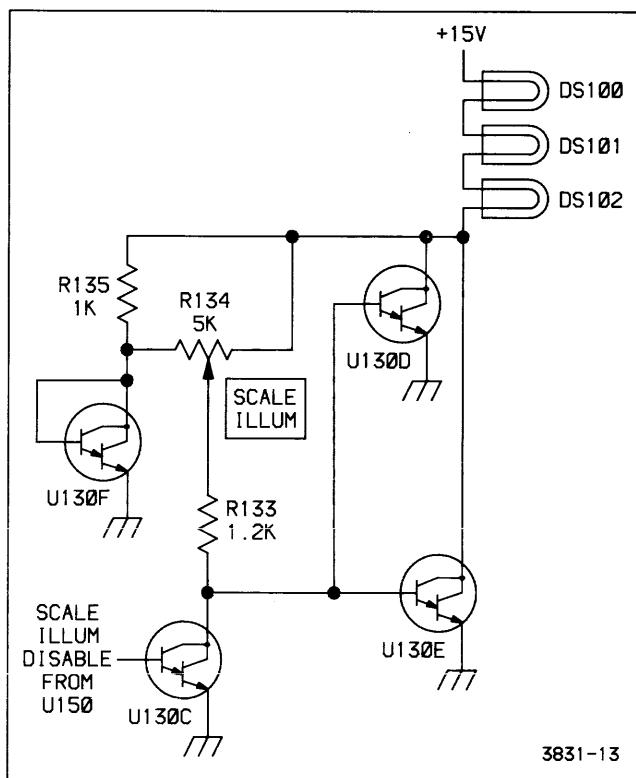 +15V
DS100
DS101
DS102
R135
1K
R134
5K
U130D
SCALE
ILLUM
U130F
R133
1.2K
SCALE
ILLUM
DISABLE
FROM
U150
U130C
U130E
3831-13